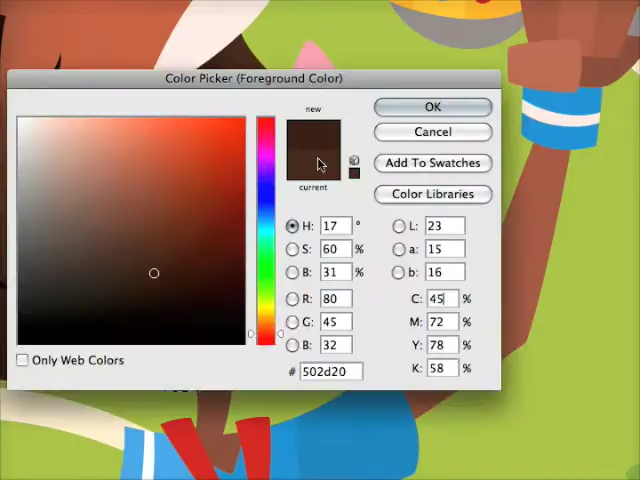 Color Picker (Foreground Color)
new
current
OK
Cancel
Add To Swatches
Color Libraries
H: 17 °
L: 23
S: 60 %
a: 15
B: 31 %
b: 16
R: 80
C: 45 %
G: 45
M: 72 %
B: 32
Y: 78 %
# 502d20
K: 58 %
Only Web Colors